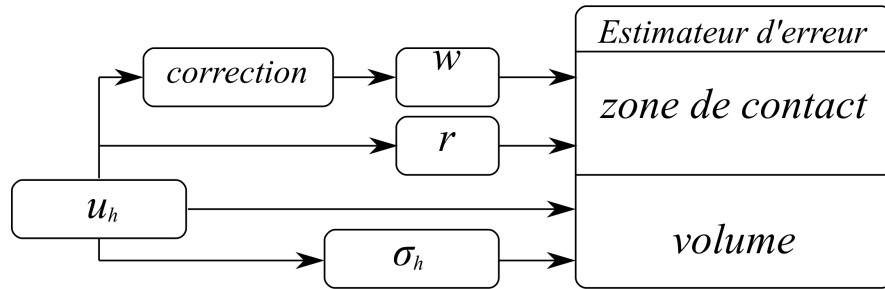 Estimateur d'erreur
correction
w
zone de contact
r
u_h
volume
σ_h